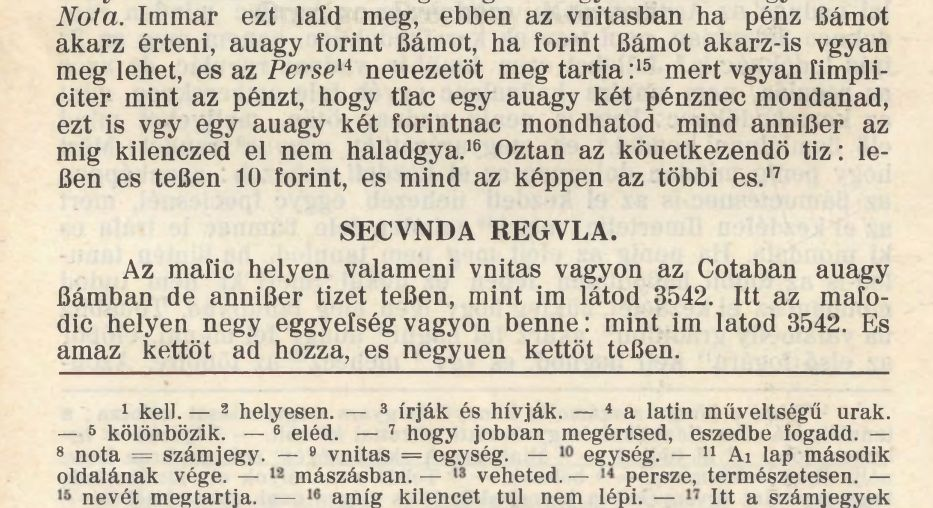 Nota. Immar ezt laſd meg, ebben az vnitasban ha pénz ßámot
akarz érteni, auagy forint ßámot, ha forint ßámot akarz-is vgyan
meg lehet, es az Perse¹⁴ neuezetöt meg tartia:¹⁵ mert vgyan ſimpli-
citer mint az pénzt, hogy tſac egy auagy két pénznec mondanad,
ezt is vgy egy auagy két forintnac mondhatod mind annißer az
mig kilenczed el nem haladgya.¹⁶ Oztan az köuetkezendö tiz: le-
ßen es teßen 10 forint, es mind az képpen az többi es.¹⁷
SECVNDA REGVLA.
Az maſic helyen valameni vnitas vagyon az Cotaban auagy
ßámban de annißer tizet teßen, mint im látod 3542. Itt az maſo-
dic helyen negy eggyeſség vagyon benne: mint im latod 3542. Es
amaz kettöt ad hozza, es negyuen kettöt teßen.
¹ kell. — ² helyesen. — ³ írják és hívják. — ⁴ a latin műveltségű urak.
— ⁵ kölönbözik. — ⁶ eléd. — ⁷ hogy jobban megértsed, eszedbe fogadd. —
⁸ nota = számjegy. — ⁹ vnitas = egység. — ¹⁰ egység. — ¹¹ A₁ lap második
oldalának vége. — ¹² mászásban. — ¹³ veheted. — ¹⁴ persze, természetesen. —
¹⁵ nevét megtartja. — ¹⁶ amíg kilencet tul nem lépi. — ¹⁷ Itt a számjegyek